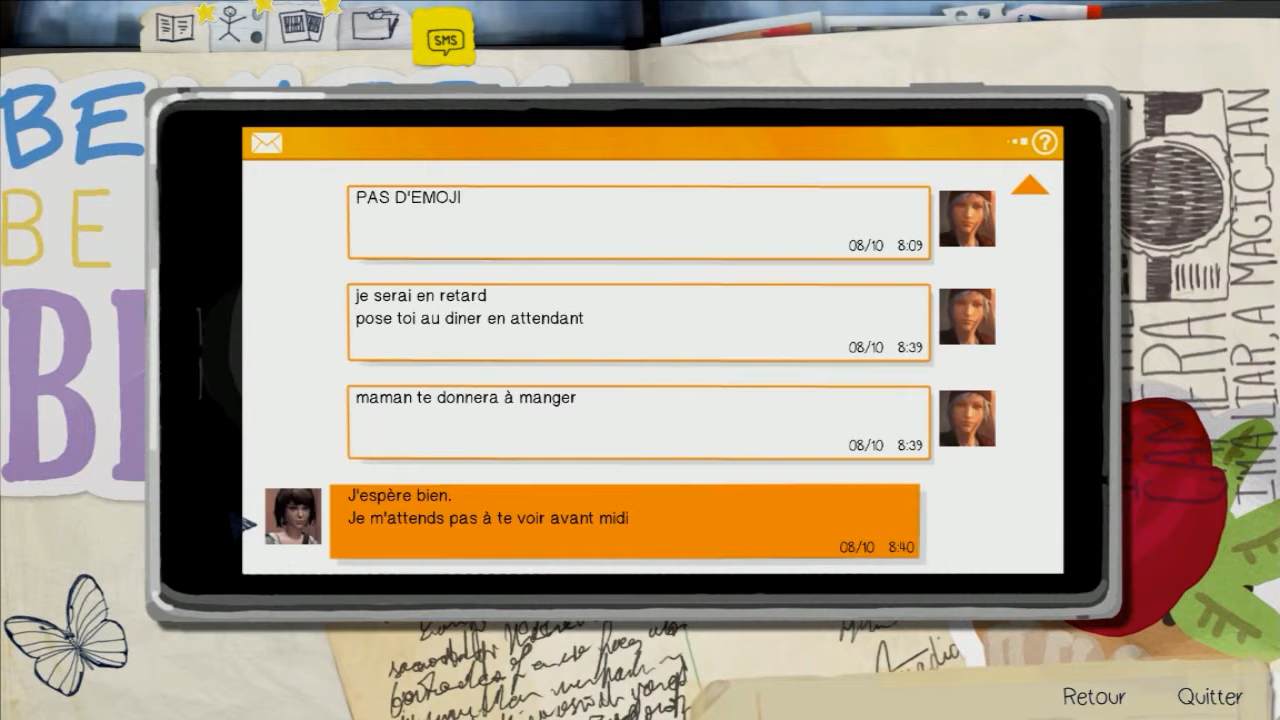 SMS
BE
BE
PAS D'EMOJI
08/10 8:09
je serai en retard
pose toi au diner en attendant
08/10 8:39
maman te donnera à manger
08/10 8:39
J'espère bien.
Je m'attends pas à te voir avant midi
08/10 8:40
?
CAMERA
LIAR, A MAGICIAN
Retour
Quitter